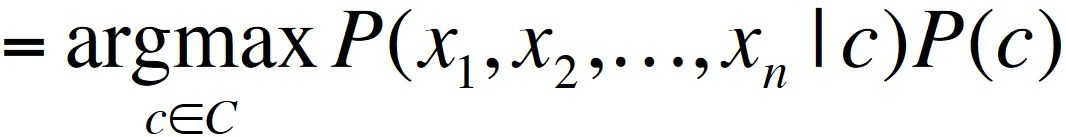 = argmax P(x₁, x₂,…, xₙ | c)P(c)
c∈C